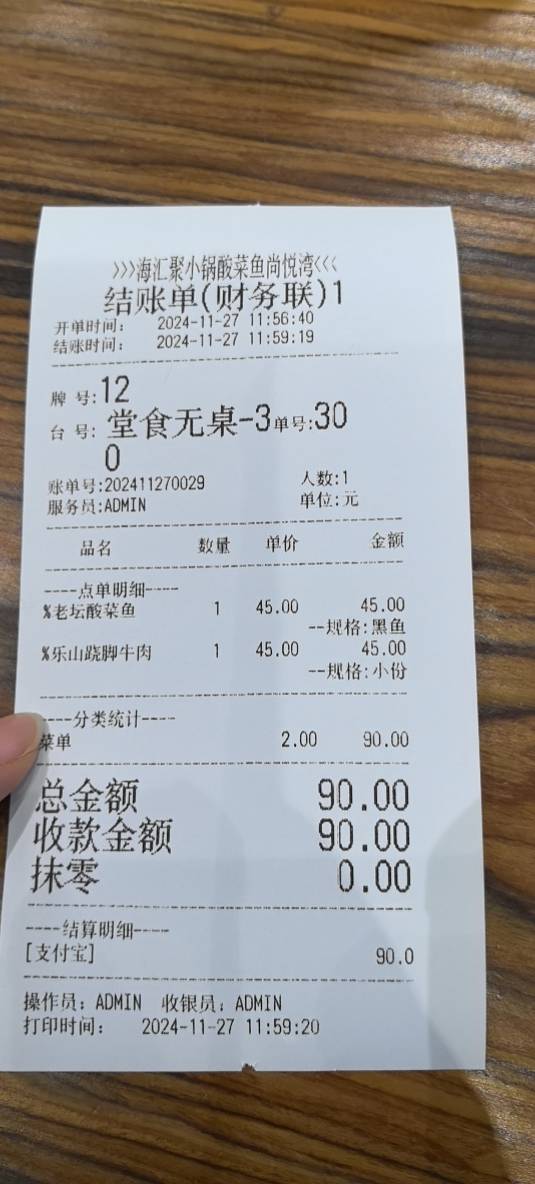 >>>海汇聚小锅酸菜鱼尚悦湾<<<
结账单(财务联)1
开单时间: 2024-11-27 11:56:40
结账时间: 2024-11-27 11:59:19
牌 号:12
台 号: 堂食无桌-3单号:30
0
账单号:202411270029 人数:1
服务员:ADMIN 单位:元
品名 数量 单价 金额
----点单明细----
%老坛酸菜鱼 1 45.00 45.00
--规格:黑鱼
%乐山跷脚牛肉 1 45.00 45.00
--规格:小份
----分类统计----
菜单 2.00 90.00
总金额 90.00
收款金额 90.00
抹零 0.00
----结算明细----
[支付宝] 90.0
操作员: ADMIN 收银员: ADMIN
打印时间: 2024-11-27 11:59:20